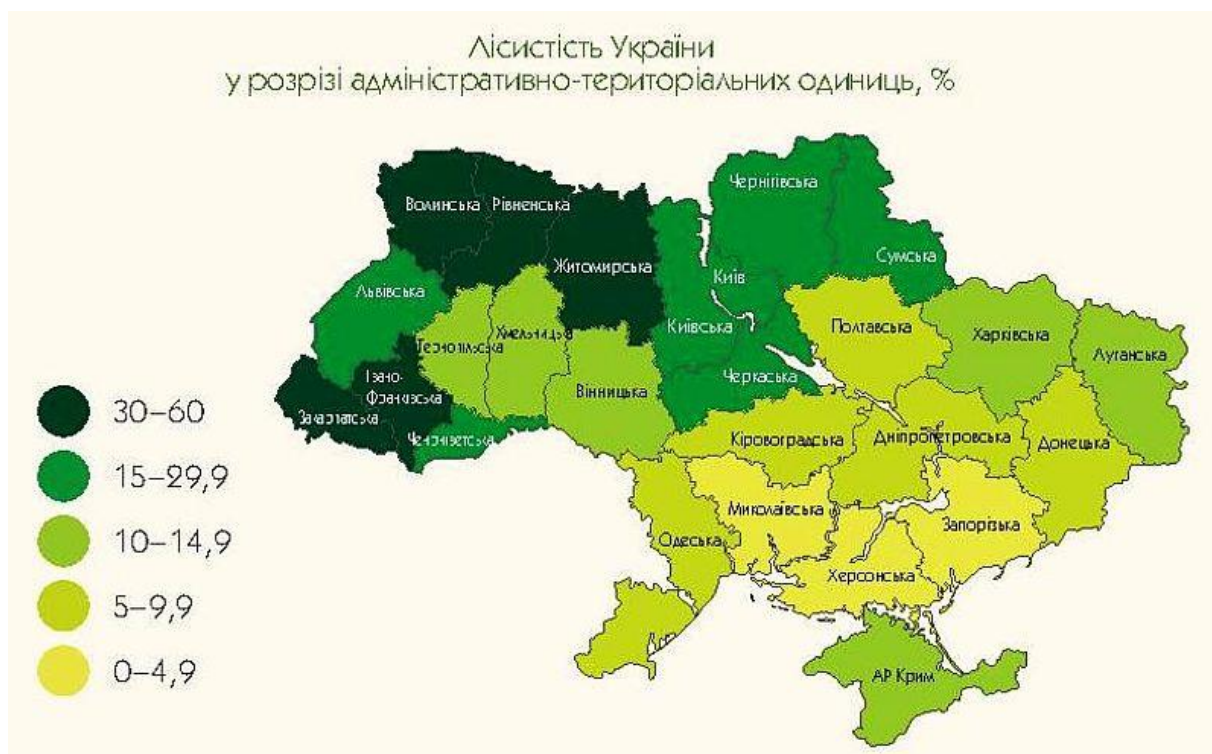 Лісистість України
у розрізі адміністративно-територіальних одиниць, %
Чернігівська
Волинська
Рівненська
Сумська
Житомирська
Київ
Львівська
Київська
Полтавська
Харківська
Луганська
Тернопільська
Хмельницька
Черкаська
Івано-
Франківська
Вінницька
Закарпатська
Чернівецька
Кіровоградська
Дніпропетровська
Донецька
Миколаївська
Запорізька
Одеська
Херсонська
АР Крим
30–60
15–29,9
10–14,9
5–9,9
0–4,9